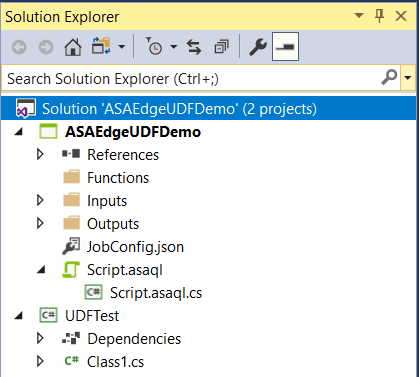 Solution Explorer
Search Solution Explorer (Ctrl+;)
Solution 'ASAEdgeUDFDemo' (2 projects)
ASAEdgeUDFDemo
References
Functions
Inputs
Outputs
JobConfig.json
Script.asaql
C# Script.asaql.cs
C# UDFTest
Dependencies
C# Class1.cs